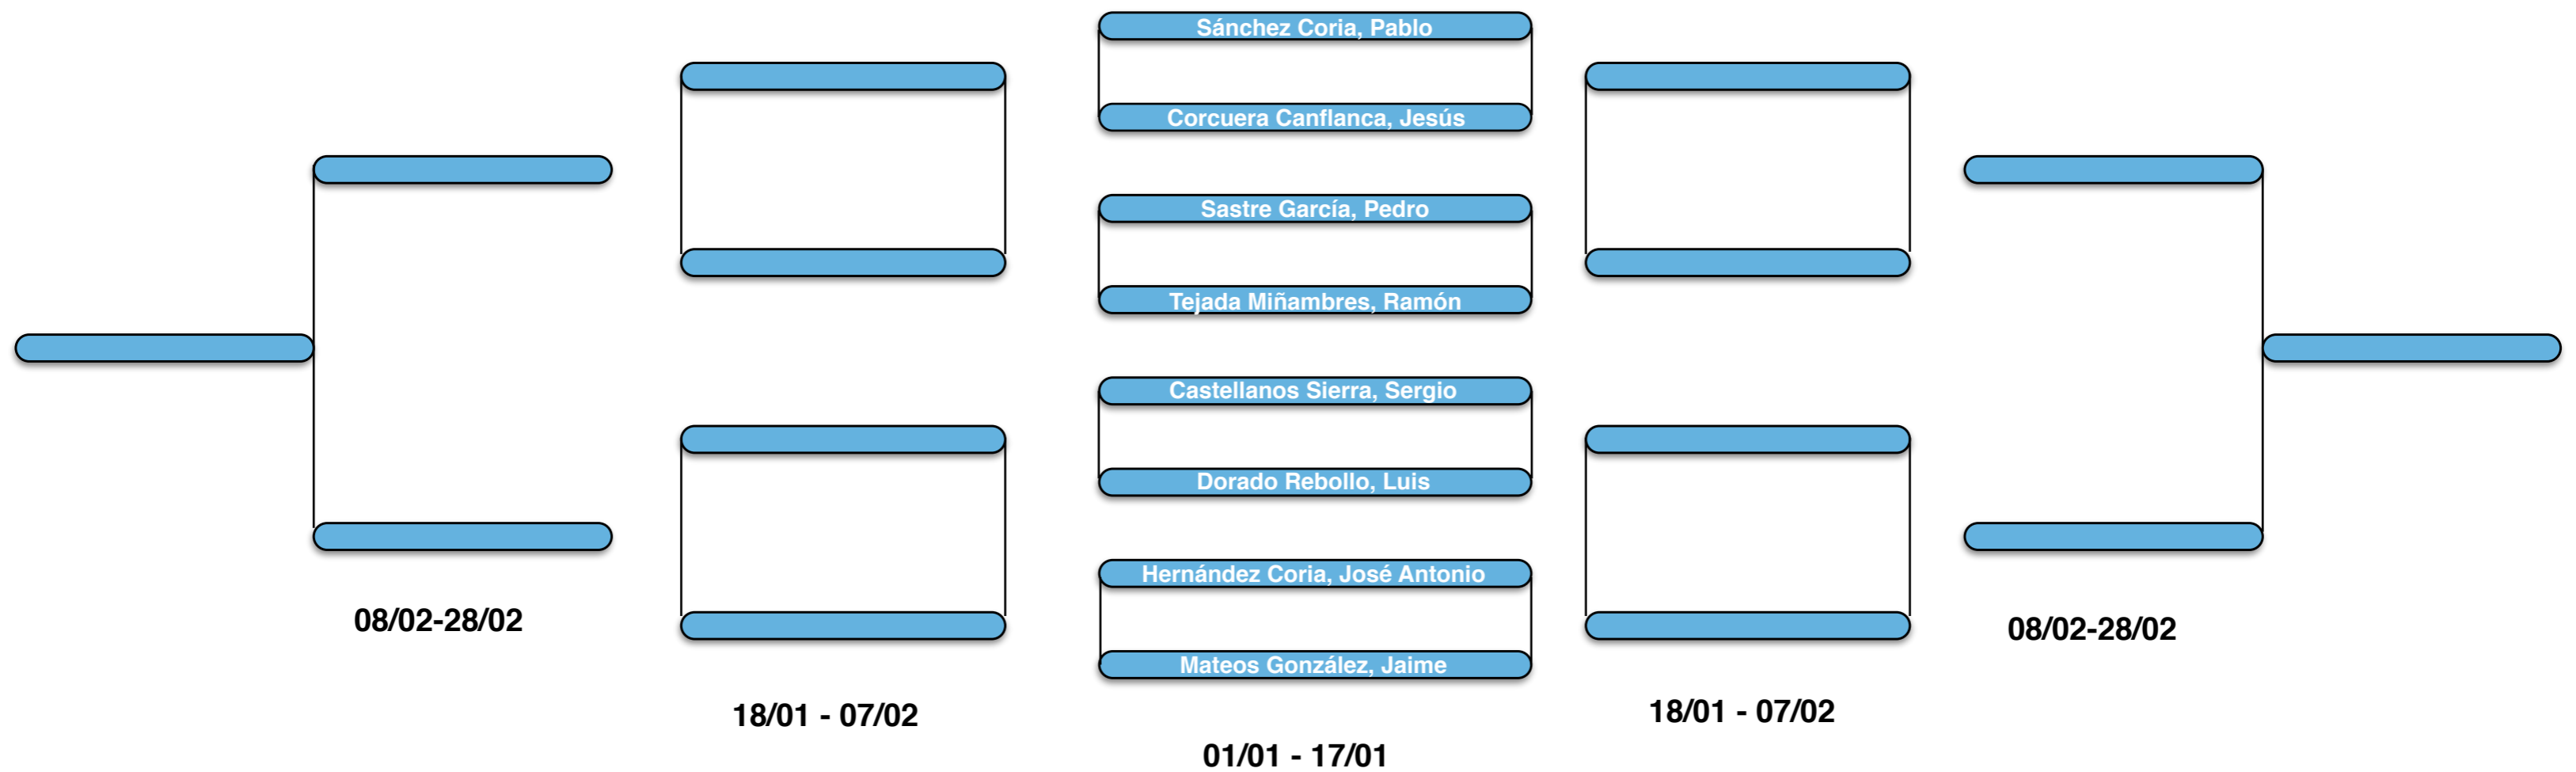 Sánchez Coria, Pablo
Corcuera Canflanca, Jesús
Sastre García, Pedro
Tejada Miñambres, Ramón
Castellanos Sierra, Sergio
Dorado Rebollo, Luis
Hernández Coria, José Antonio
Mateos González, Jaime
08/02-28/02
08/02-28/02
18/01 - 07/02
18/01 - 07/02
01/01 - 17/01